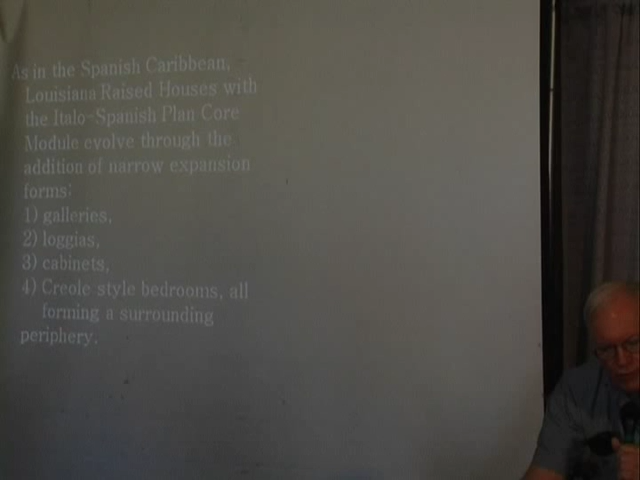 As in the Spanish Caribbean,
Louisiana Raised Houses with
the Italo-Spanish Plan Core
Module evolve through the
addition of narrow expansion
forms:
1) galleries,
2) loggias,
3) cabinets,
4) Creole style bedrooms, all
forming a surrounding
periphery.